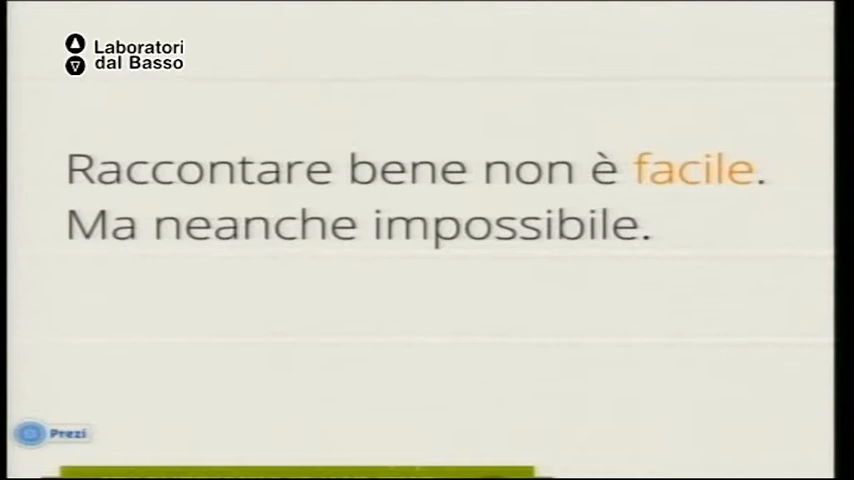 Laboratori
dal Basso
Raccontare bene non è facile.
Ma neanche impossibile.
Prezi